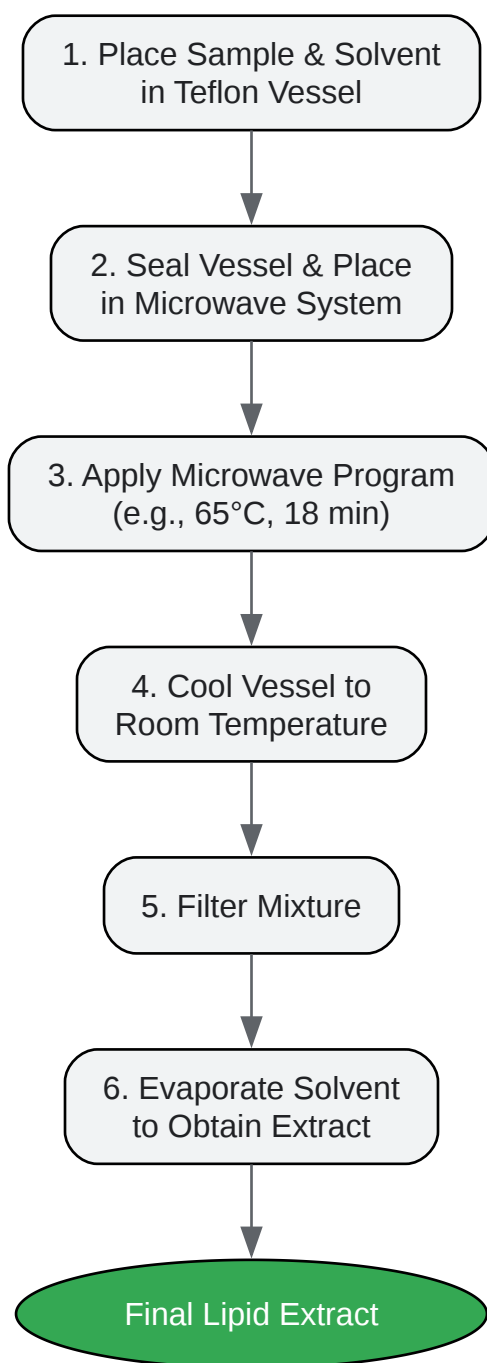 1. Place Sample & Solvent
in Teflon Vessel
2. Seal Vessel & Place
in Microwave System
3. Apply Microwave Program
(e.g., 65°C, 18 min)
4. Cool Vessel to
Room Temperature
5. Filter Mixture
6. Evaporate Solvent
to Obtain Extract
Final Lipid Extract